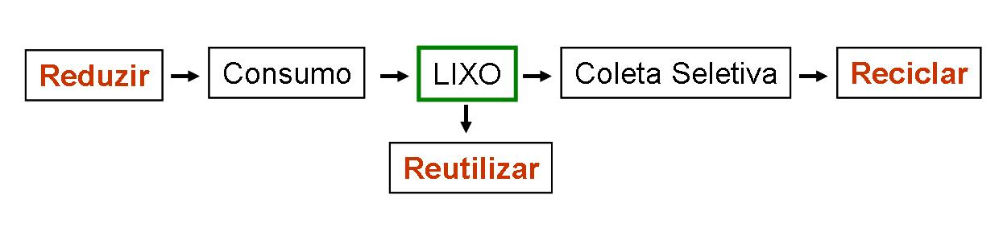 Reduzir
Consumo
LIXO
Coleta Seletiva
Reciclar
Reutilizar